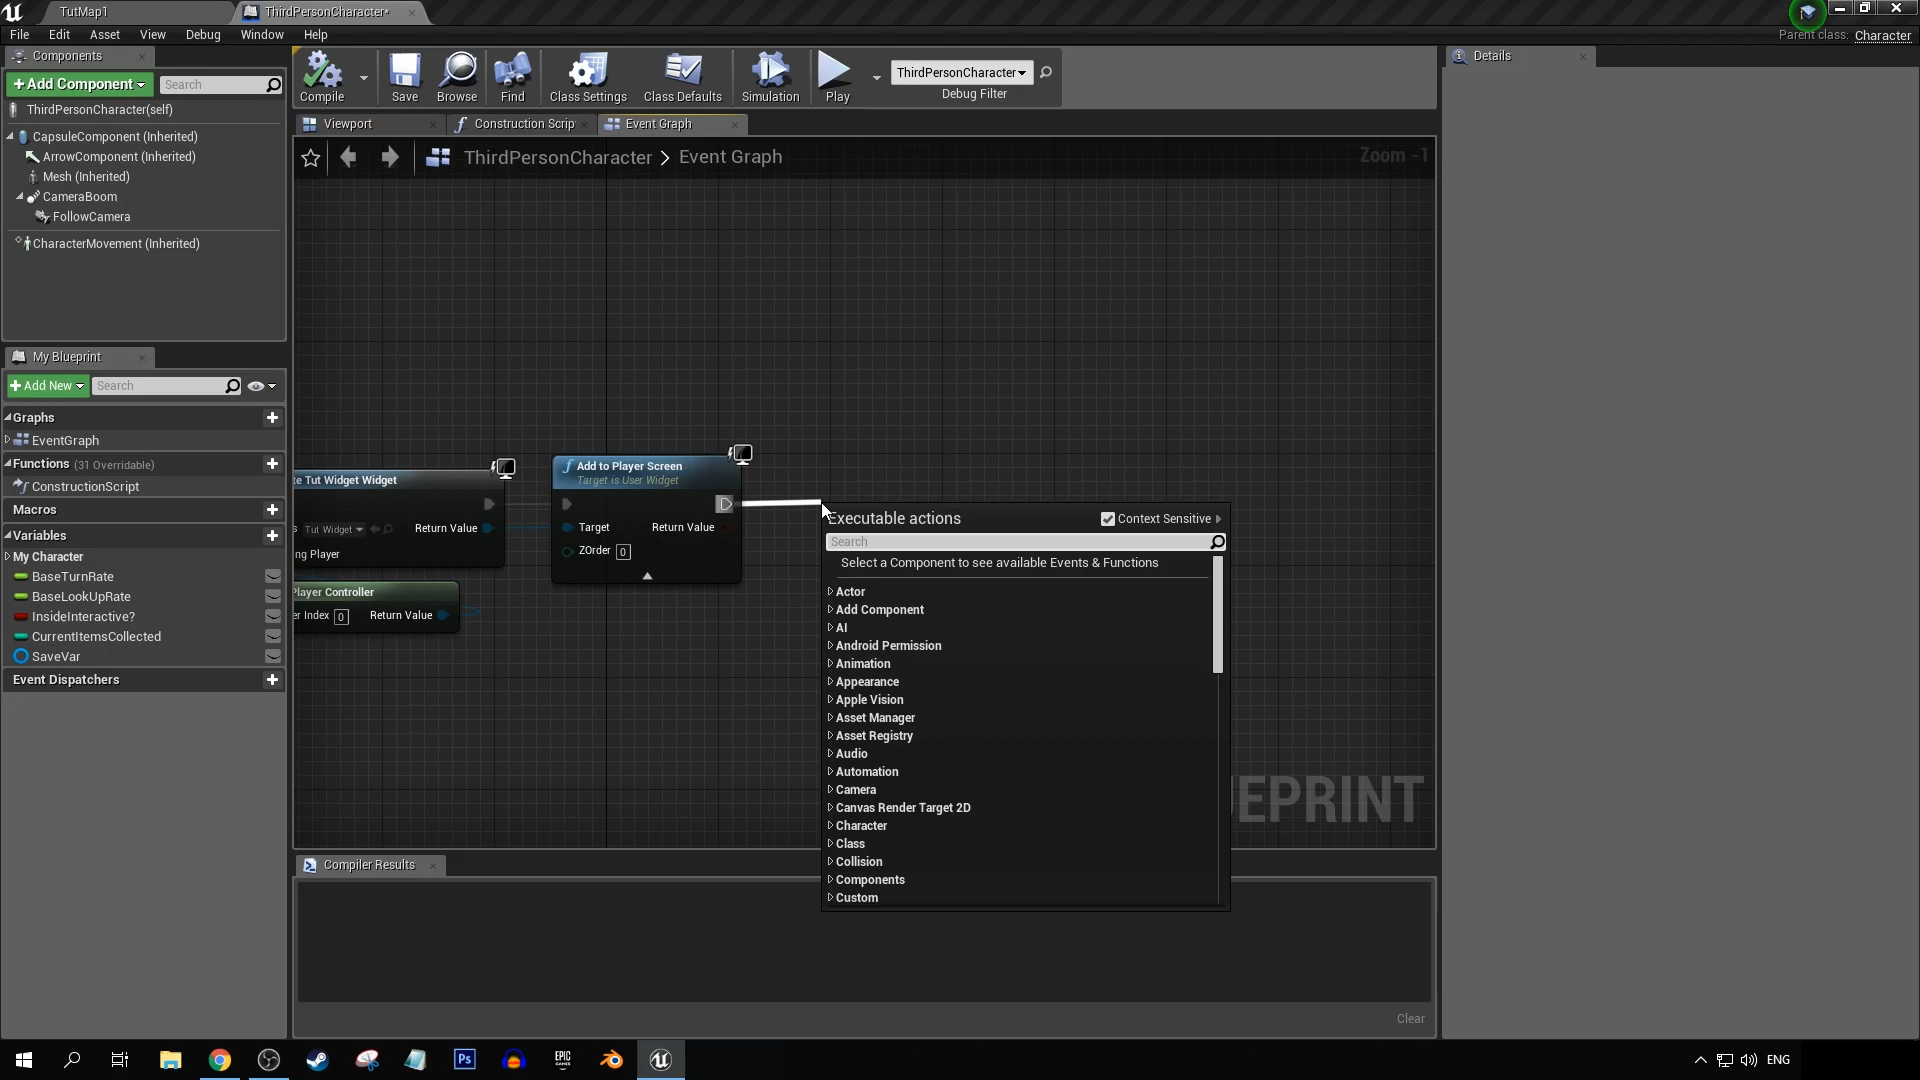 TutMap1
ThirdPersonCharacter*
File Edit Asset View Debug Window Help
Parent class: Character
Components
+ Add Component
Search
ThirdPersonCharacter(self)
CapsuleComponent (Inherited)
ArrowComponent (Inherited)
Mesh (Inherited)
CameraBoom
FollowCamera
CharacterMovement (Inherited)
My Blueprint
+ Add New
Search
Graphs
EventGraph
Functions (31 Overridable)
ConstructionScript
Macros
Variables
My Character
BaseTurnRate
BaseLookUpRate
InsideInteractive?
CurrentItemsCollected
SaveVar
Event Dispatchers
Compile
Save
Browse
Find
Class Settings
Class Defaults
Simulation
Play
ThirdPersonCharacter
Debug Filter
Viewport
Construction Scrip
Event Graph
ThirdPersonCharacter > Event Graph
Zoom -1
te Tut Widget Widget
s Tut Widget
Return Value
ng Player
Player Controller
er Index 0
Return Value
f Add to Player Screen
Target is User Widget
Target
Return Value
ZOrder 0
Executable actions
Context Sensitive
Search
Select a Component to see available Events & Functions
Actor
Add Component
AI
Android Permission
Animation
Appearance
Apple Vision
Asset Manager
Asset Registry
Audio
Automation
Camera
Canvas Render Target 2D
Character
Class
Collision
Components
Custom
EPRINT
Compiler Results
Clear
Details
Ps
EPIC
GAMES
ENG